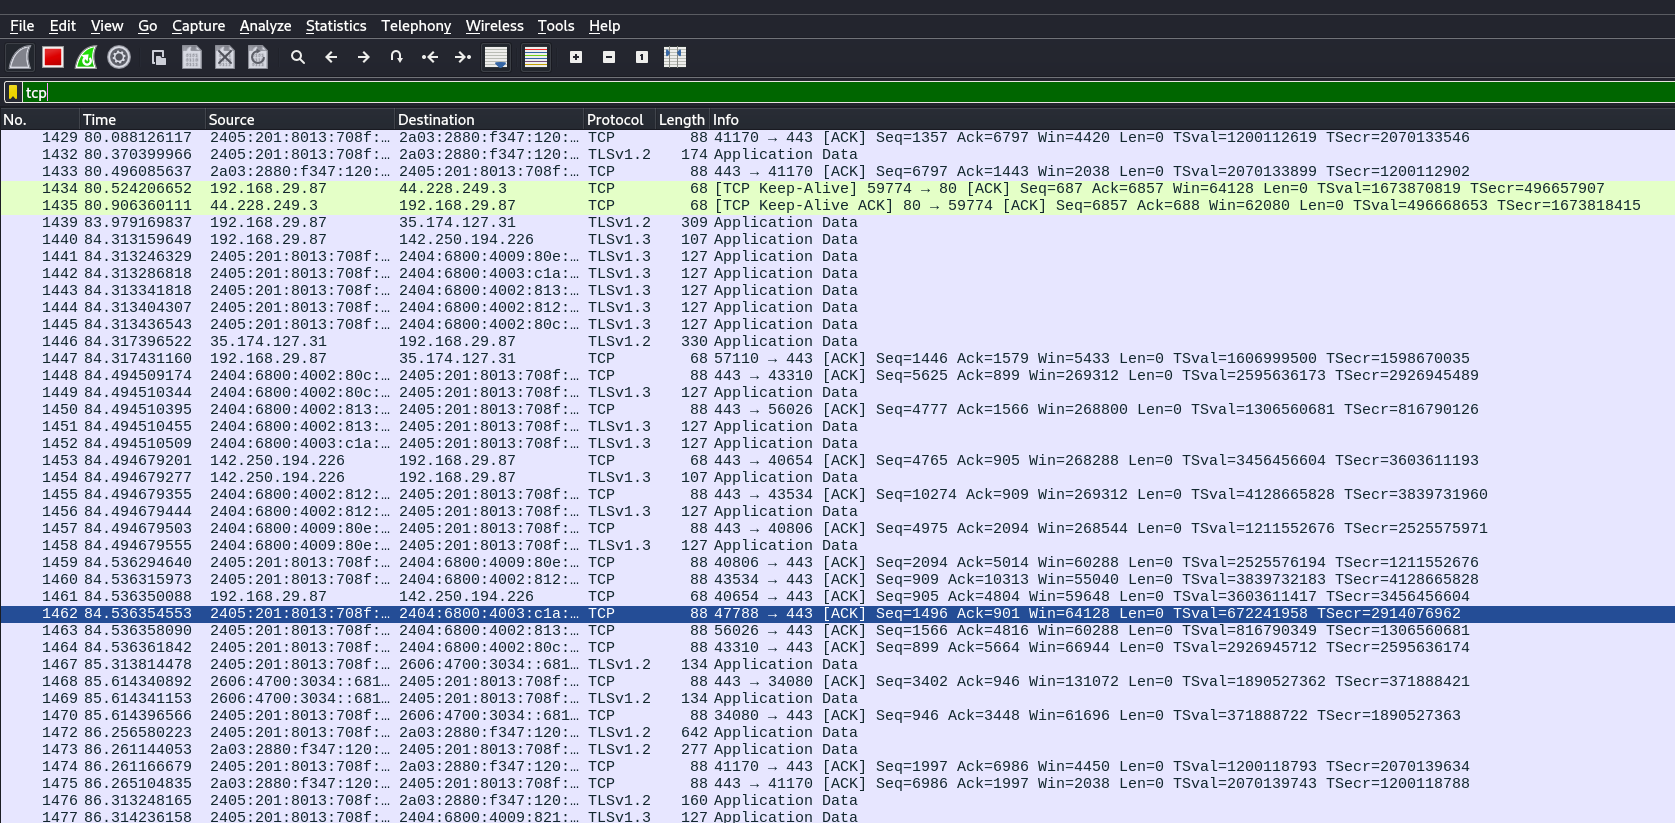 File Edit View Go Capture Analyze Statistics Telephony Wireless Tools Help
tcp
No. Time Source Destination Protocol Length Info
1429 80.088126117 2405:201:8013:708f:… 2a03:2880:f347:120:… TCP 88 41170 → 443 [ACK] Seq=1357 Ack=6797 Win=4420 Len=0 TSval=1200112619 TSecr=2070133546
1432 80.370399966 2405:201:8013:708f:… 2a03:2880:f347:120:… TLSv1.2 174 Application Data
1433 80.496085637 2a03:2880:f347:120:… 2405:201:8013:708f:… TCP 88 443 → 41170 [ACK] Seq=6797 Ack=1443 Win=2038 Len=0 TSval=2070133899 TSecr=1200112902
1434 80.524206652 192.168.29.87 44.228.249.3 TCP 68 [TCP Keep-Alive] 59774 → 80 [ACK] Seq=687 Ack=6857 Win=64128 Len=0 TSval=1673870819 TSecr=496657907
1435 80.906360111 44.228.249.3 192.168.29.87 TCP 68 [TCP Keep-Alive ACK] 80 → 59774 [ACK] Seq=6857 Ack=688 Win=62080 Len=0 TSval=496668653 TSecr=1673818415
1439 83.979169837 192.168.29.87 35.174.127.31 TLSv1.2 309 Application Data
1440 84.313159649 192.168.29.87 142.250.194.226 TLSv1.3 107 Application Data
1441 84.313246329 2405:201:8013:708f:… 2404:6800:4009:80e:… TLSv1.3 127 Application Data
1442 84.313286818 2405:201:8013:708f:… 2404:6800:4003:c1a:… TLSv1.3 127 Application Data
1443 84.313341818 2405:201:8013:708f:… 2404:6800:4002:813:… TLSv1.3 127 Application Data
1444 84.313404307 2405:201:8013:708f:… 2404:6800:4002:812:… TLSv1.3 127 Application Data
1445 84.313436543 2405:201:8013:708f:… 2404:6800:4002:80c:… TLSv1.3 127 Application Data
1446 84.317396522 35.174.127.31 192.168.29.87 TLSv1.2 330 Application Data
1447 84.317431160 192.168.29.87 35.174.127.31 TCP 68 57110 → 443 [ACK] Seq=1446 Ack=1579 Win=5433 Len=0 TSval=1606999500 TSecr=1598670035
1448 84.494509174 2404:6800:4002:80c:… 2405:201:8013:708f:… TCP 88 443 → 43310 [ACK] Seq=5625 Ack=899 Win=269312 Len=0 TSval=2595636173 TSecr=2926945489
1449 84.494510344 2404:6800:4002:80c:… 2405:201:8013:708f:… TLSv1.3 127 Application Data
1450 84.494510395 2404:6800:4002:813:… 2405:201:8013:708f:… TCP 88 443 → 56026 [ACK] Seq=4777 Ack=1566 Win=268800 Len=0 TSval=1306560681 TSecr=816790126
1451 84.494510455 2404:6800:4002:813:… 2405:201:8013:708f:… TLSv1.3 127 Application Data
1452 84.494510509 2404:6800:4003:c1a:… 2405:201:8013:708f:… TLSv1.3 127 Application Data
1453 84.494679201 142.250.194.226 192.168.29.87 TCP 68 443 → 40654 [ACK] Seq=4765 Ack=905 Win=268288 Len=0 TSval=3456456604 TSecr=3603611193
1454 84.494679277 142.250.194.226 192.168.29.87 TLSv1.3 107 Application Data
1455 84.494679355 2404:6800:4002:812:… 2405:201:8013:708f:… TCP 88 443 → 43534 [ACK] Seq=10274 Ack=909 Win=269312 Len=0 TSval=4128665828 TSecr=3839731960
1456 84.494679444 2404:6800:4002:812:… 2405:201:8013:708f:… TLSv1.3 127 Application Data
1457 84.494679503 2404:6800:4009:80e:… 2405:201:8013:708f:… TCP 88 443 → 40806 [ACK] Seq=4975 Ack=2094 Win=268544 Len=0 TSval=1211552676 TSecr=2525575971
1458 84.494679555 2404:6800:4009:80e:… 2405:201:8013:708f:… TLSv1.3 127 Application Data
1459 84.536294640 2405:201:8013:708f:… 2404:6800:4009:80e:… TCP 88 40806 → 443 [ACK] Seq=2094 Ack=5014 Win=60288 Len=0 TSval=2525576194 TSecr=1211552676
1460 84.536315973 2405:201:8013:708f:… 2404:6800:4002:812:… TCP 88 43534 → 443 [ACK] Seq=909 Ack=10313 Win=55040 Len=0 TSval=3839732183 TSecr=4128665828
1461 84.536350088 192.168.29.87 142.250.194.226 TCP 68 40654 → 443 [ACK] Seq=905 Ack=4804 Win=59648 Len=0 TSval=3603611417 TSecr=3456456604
1462 84.536354553 2405:201:8013:708f:… 2404:6800:4003:c1a:… TCP 88 47788 → 443 [ACK] Seq=1496 Ack=901 Win=64128 Len=0 TSval=672241958 TSecr=2914076962
1463 84.536358090 2405:201:8013:708f:… 2404:6800:4002:813:… TCP 88 56026 → 443 [ACK] Seq=1566 Ack=4816 Win=60288 Len=0 TSval=816790349 TSecr=1306560681
1464 84.536361842 2405:201:8013:708f:… 2404:6800:4002:80c:… TCP 88 43310 → 443 [ACK] Seq=899 Ack=5664 Win=66944 Len=0 TSval=2926945712 TSecr=2595636174
1467 85.313814478 2405:201:8013:708f:… 2606:4700:3034::681… TLSv1.2 134 Application Data
1468 85.614340892 2606:4700:3034::681… 2405:201:8013:708f:… TCP 88 443 → 34080 [ACK] Seq=3402 Ack=946 Win=131072 Len=0 TSval=1890527362 TSecr=371888421
1469 85.614341153 2606:4700:3034::681… 2405:201:8013:708f:… TLSv1.2 134 Application Data
1470 85.614396566 2405:201:8013:708f:… 2606:4700:3034::681… TCP 88 34080 → 443 [ACK] Seq=946 Ack=3448 Win=61696 Len=0 TSval=371888722 TSecr=1890527363
1472 86.256580223 2405:201:8013:708f:… 2a03:2880:f347:120:… TLSv1.2 642 Application Data
1473 86.261144053 2a03:2880:f347:120:… 2405:201:8013:708f:… TLSv1.2 277 Application Data
1474 86.261166679 2405:201:8013:708f:… 2a03:2880:f347:120:… TCP 88 41170 → 443 [ACK] Seq=1997 Ack=6986 Win=4450 Len=0 TSval=1200118793 TSecr=2070139634
1475 86.265104835 2a03:2880:f347:120:… 2405:201:8013:708f:… TCP 88 443 → 41170 [ACK] Seq=6986 Ack=1997 Win=2038 Len=0 TSval=2070139743 TSecr=1200118788
1476 86.313248165 2405:201:8013:708f:… 2a03:2880:f347:120:… TLSv1.2 160 Application Data
1477 86.314236158 2405:201:8013:708f:… 2404:6800:4009:821:… TLSv1.3 127 Application Data